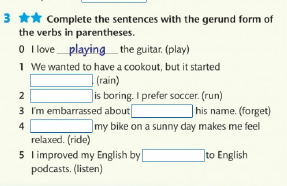 3 ★★ Complete the sentences with the gerund form of
the verbs in parentheses.
0 I love playing the guitar. (play)
1 We wanted to have a cookout, but it started
. (rain)
2 is boring. I prefer soccer. (run)
3 I'm embarrassed about his name. (forget)
4 my bike on a sunny day makes me feel
relaxed. (ride)
5 I improved my English by to English
podcasts. (listen)